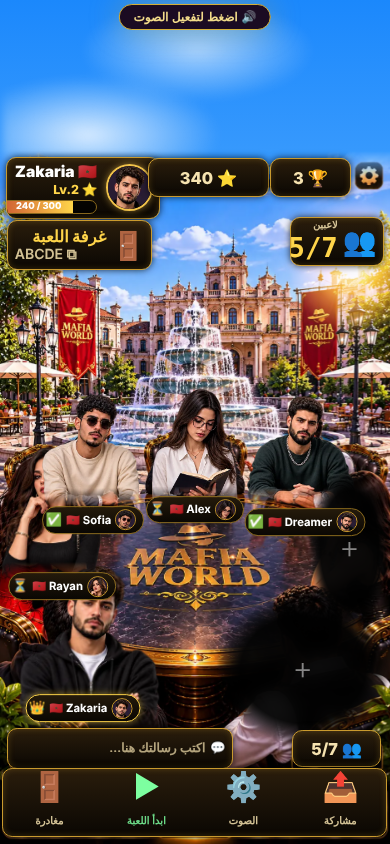 🔊 اضغط لتفعيل الصوت
Zakaria 🇲🇦
Lv.2 ⭐
240 / 300
340 ⭐
3 🏆
غرفة اللعبة
ABCDE
لاعبين
5/7
MAFIA WORLD
MAFIA WORLD
✅ 🇲🇦 Sofia
⏳ 🇲🇦 Alex
✅ 🇲🇦 Dreamer
+
MAFIA
WORLD
⏳ 🇲🇦 Rayan
+
👑 🇲🇦 Zakaria
💬 اكتب رسالتك هنا...
5/7 👥
مشاركة
الصوت
ابدأ اللعبة
مغادرة